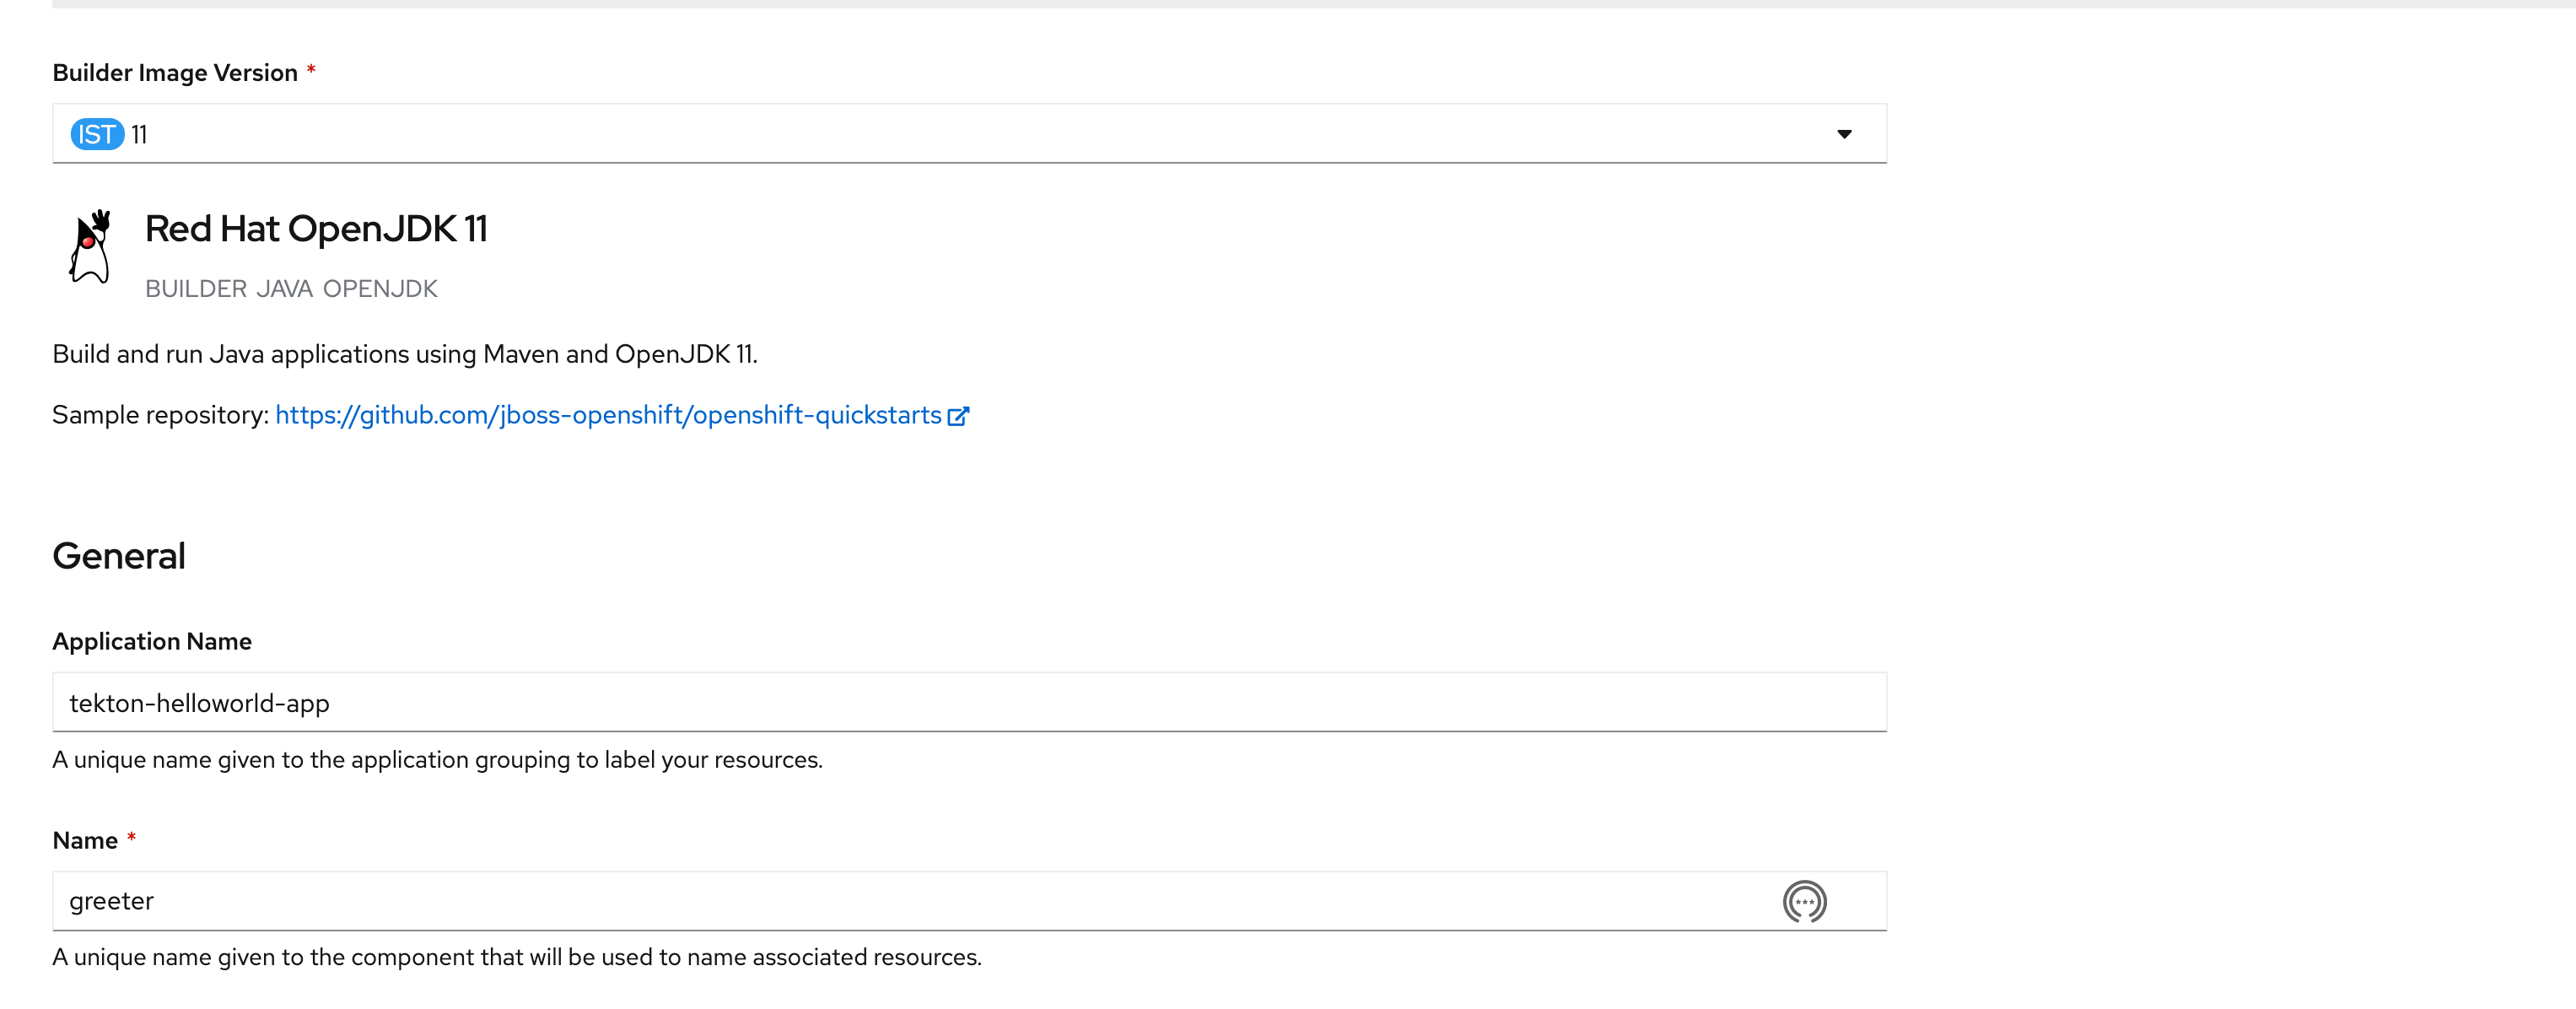 Builder Image Version *
IST 11
Red Hat OpenJDK 11
BUILDER JAVA OPENJDK
Build and run Java applications using Maven and OpenJDK 11.
Sample repository: https://github.com/jboss-openshift/openshift-quickstarts
General
Application Name
tekton-helloworld-app
A unique name given to the application grouping to label your resources.
Name *
greeter
A unique name given to the component that will be used to name associated resources.